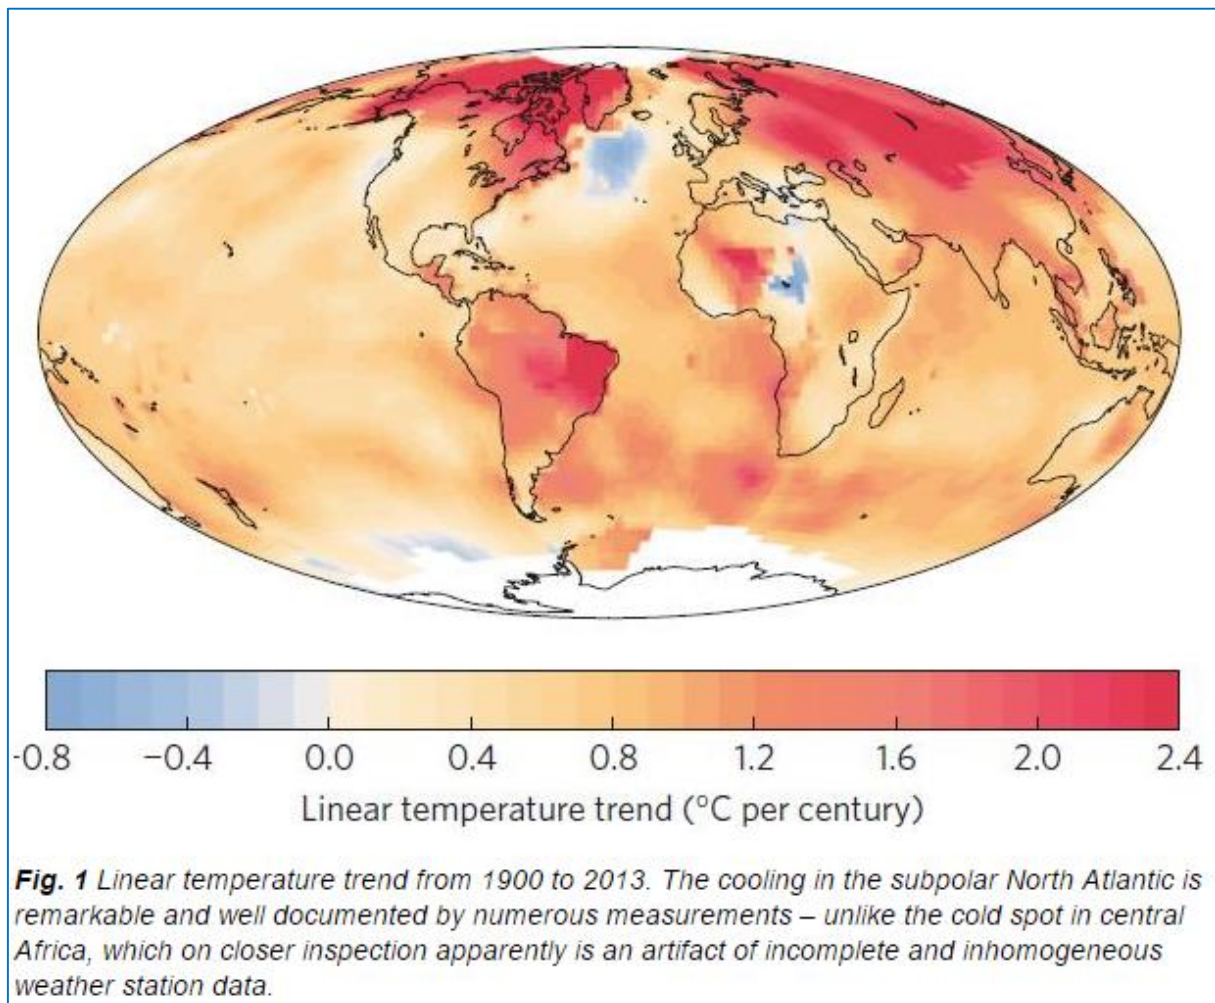 -0.8 −0.4 0.0 0.4 0.8 1.2 1.6 2.0 2.4
Linear temperature trend (°C per century)
Fig. 1 Linear temperature trend from 1900 to 2013. The cooling in the subpolar North Atlantic is
remarkable and well documented by numerous measurements – unlike the cold spot in central
Africa, which on closer inspection apparently is an artifact of incomplete and inhomogeneous
weather station data.